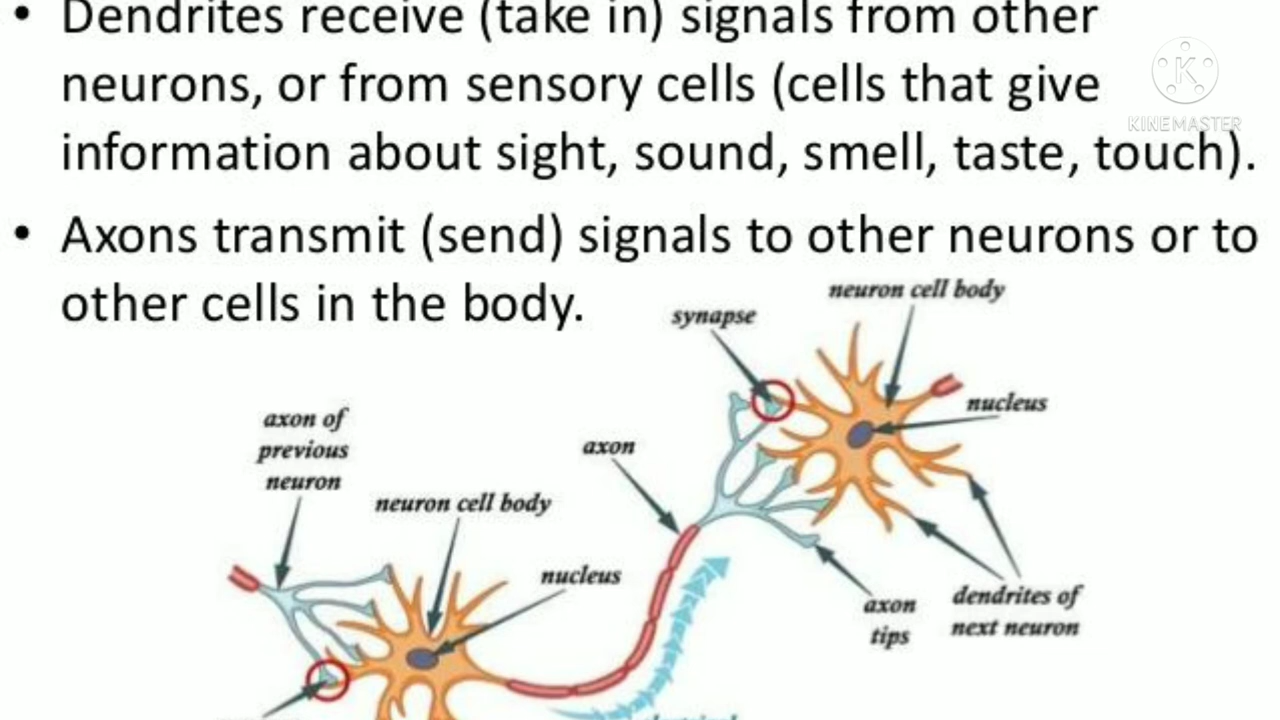 • Dendrites receive (take in) signals from other
neurons, or from sensory cells (cells that give
information about sight, sound, smell, taste, touch).
• Axons transmit (send) signals to other neurons or to
other cells in the body.
K
KINEMASTER
neuron cell body
synapse
nucleus
axon of
previous
neuron
axon
neuron cell body
nucleus
axon
tips
dendrites of
next neuron